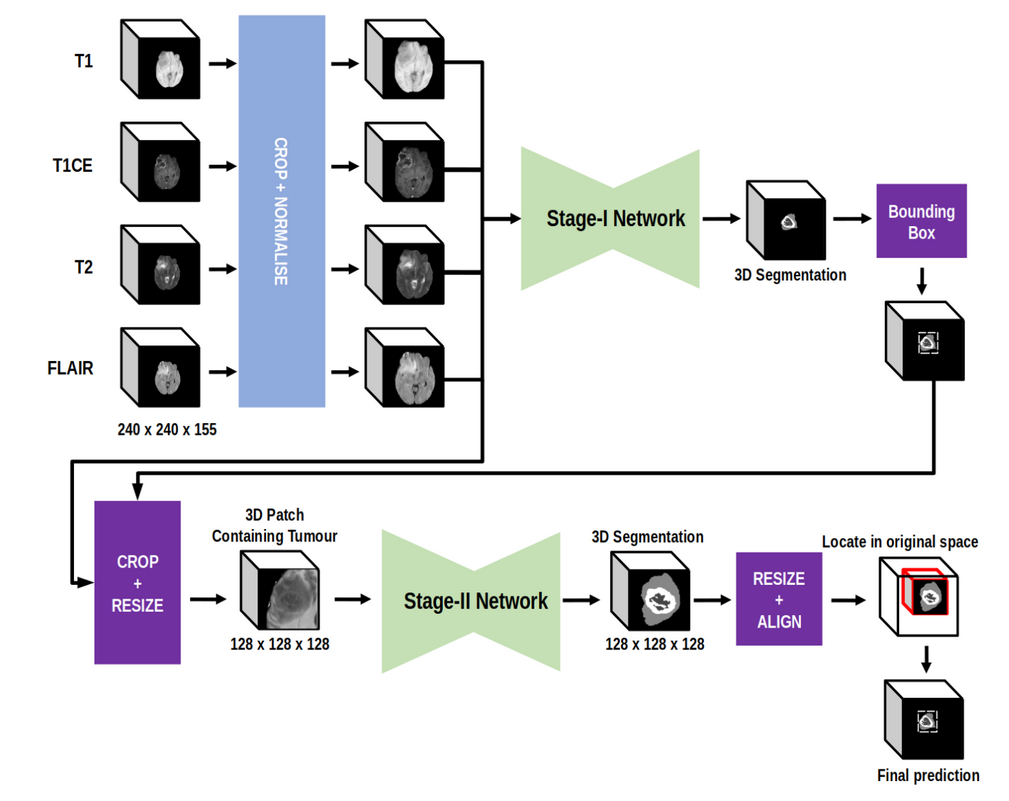 T1
T1CE
T2
FLAIR
240 x 240 x 155
CROP + NORMALISE
Stage-I Network
3D Segmentation
Bounding
Box
CROP
+
RESIZE
3D Patch
Containing Tumour
128 x 128 x 128
Stage-II Network
3D Segmentation
128 x 128 x 128
RESIZE
+
ALIGN
Locate in original space
Final prediction